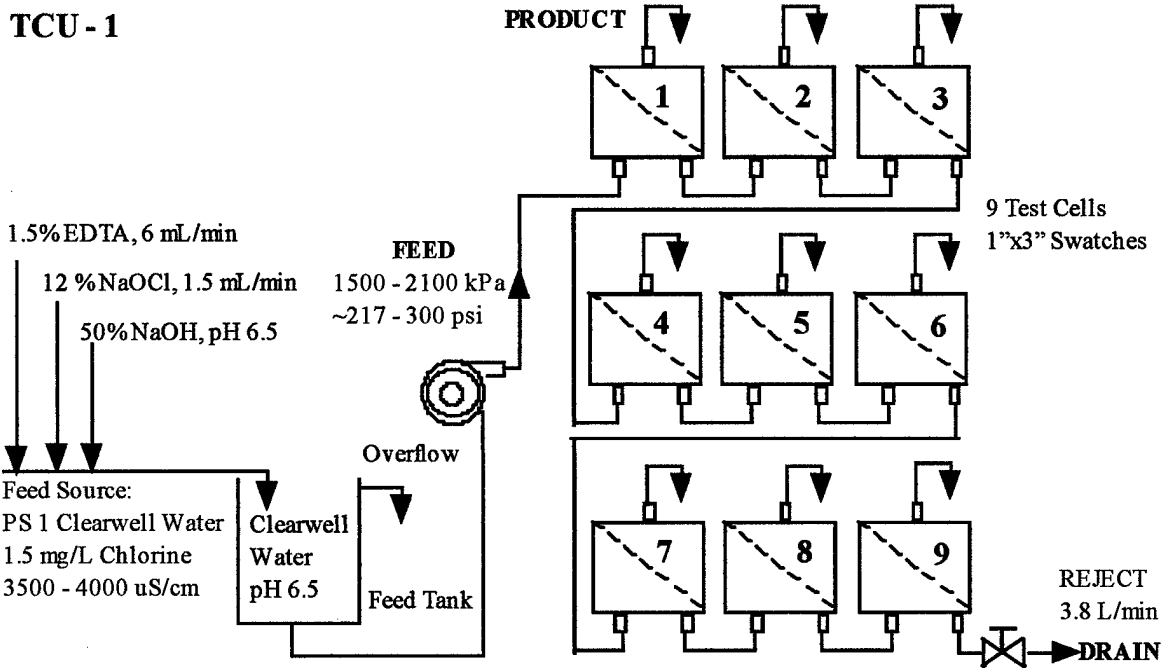 TCU - 1
PRODUCT
1
2
3
9 Test Cells
1”x3” Swatches
1.5% EDTA, 6 mL/min
12 % NaOCl, 1.5 mL/min
50% NaOH, pH 6.5
FEED
1500 - 2100 kPa
~217 - 300 psi
4
5
6
Overflow
Feed Source:
PS 1 Clearwell Water
1.5 mg/L Chlorine
3500 - 4000 uS/cm
Clearwell
Water
pH 6.5
Feed Tank
7
8
9
REJECT
3.8 L/min
DRAIN